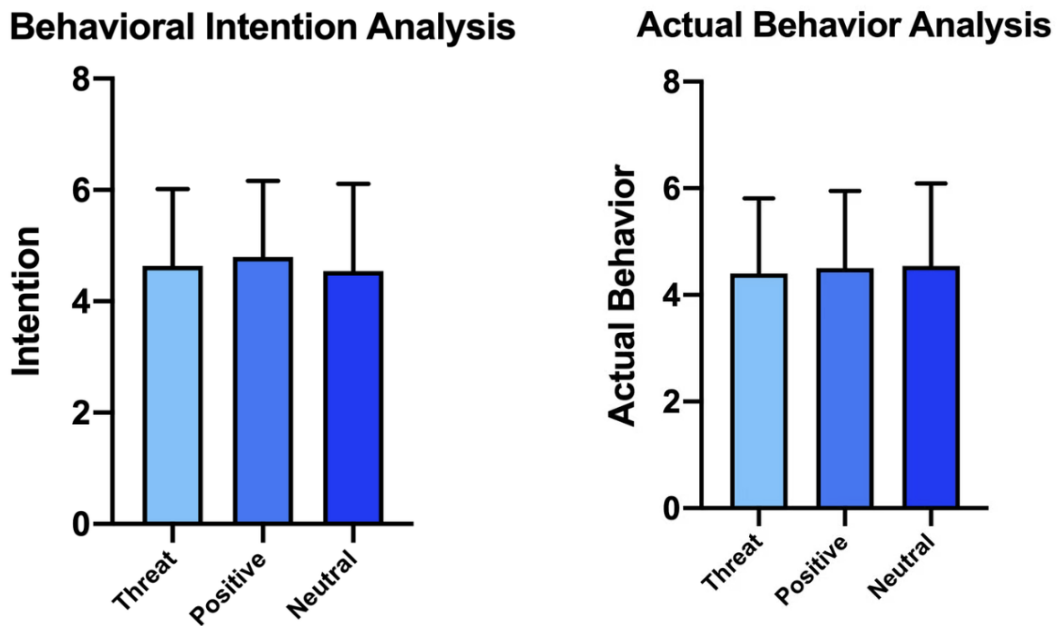 Behavioral Intention Analysis
Intention
8
6
4
2
0
Threat
Positive
Neutral
Actual Behavior Analysis
Actual Behavior
8
6
4
2
0
Threat
Positive
Neutral